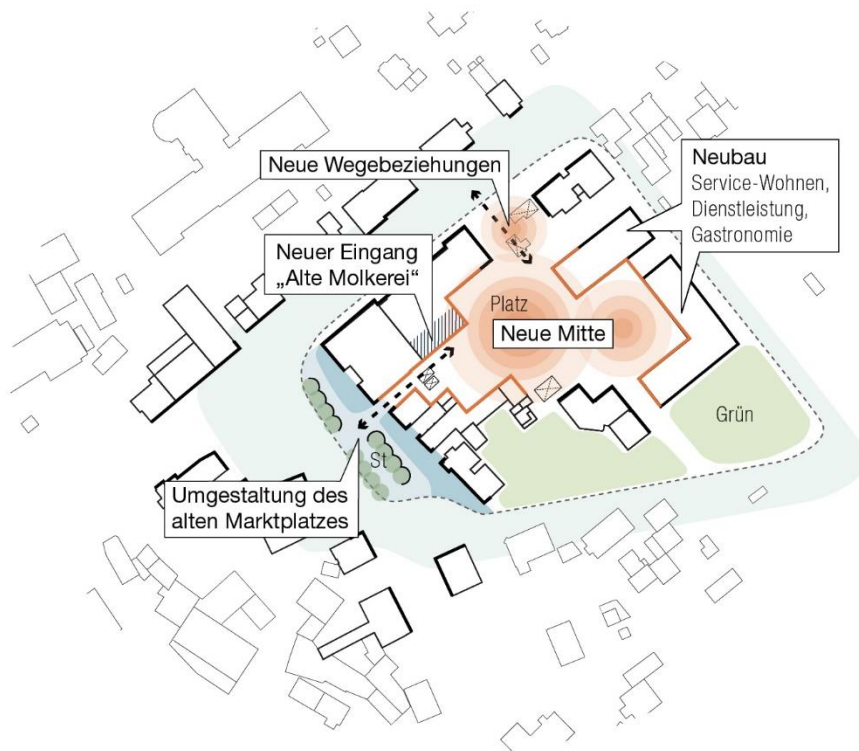 Neue Wegebeziehungen
Neubau
Service-Wohnen,
Dienstleistung,
Gastronomie
Neuer Eingang
„Alte Molkerei“
Platz
Neue Mitte
Grün
St
Umgestaltung des
alten Marktplatzes